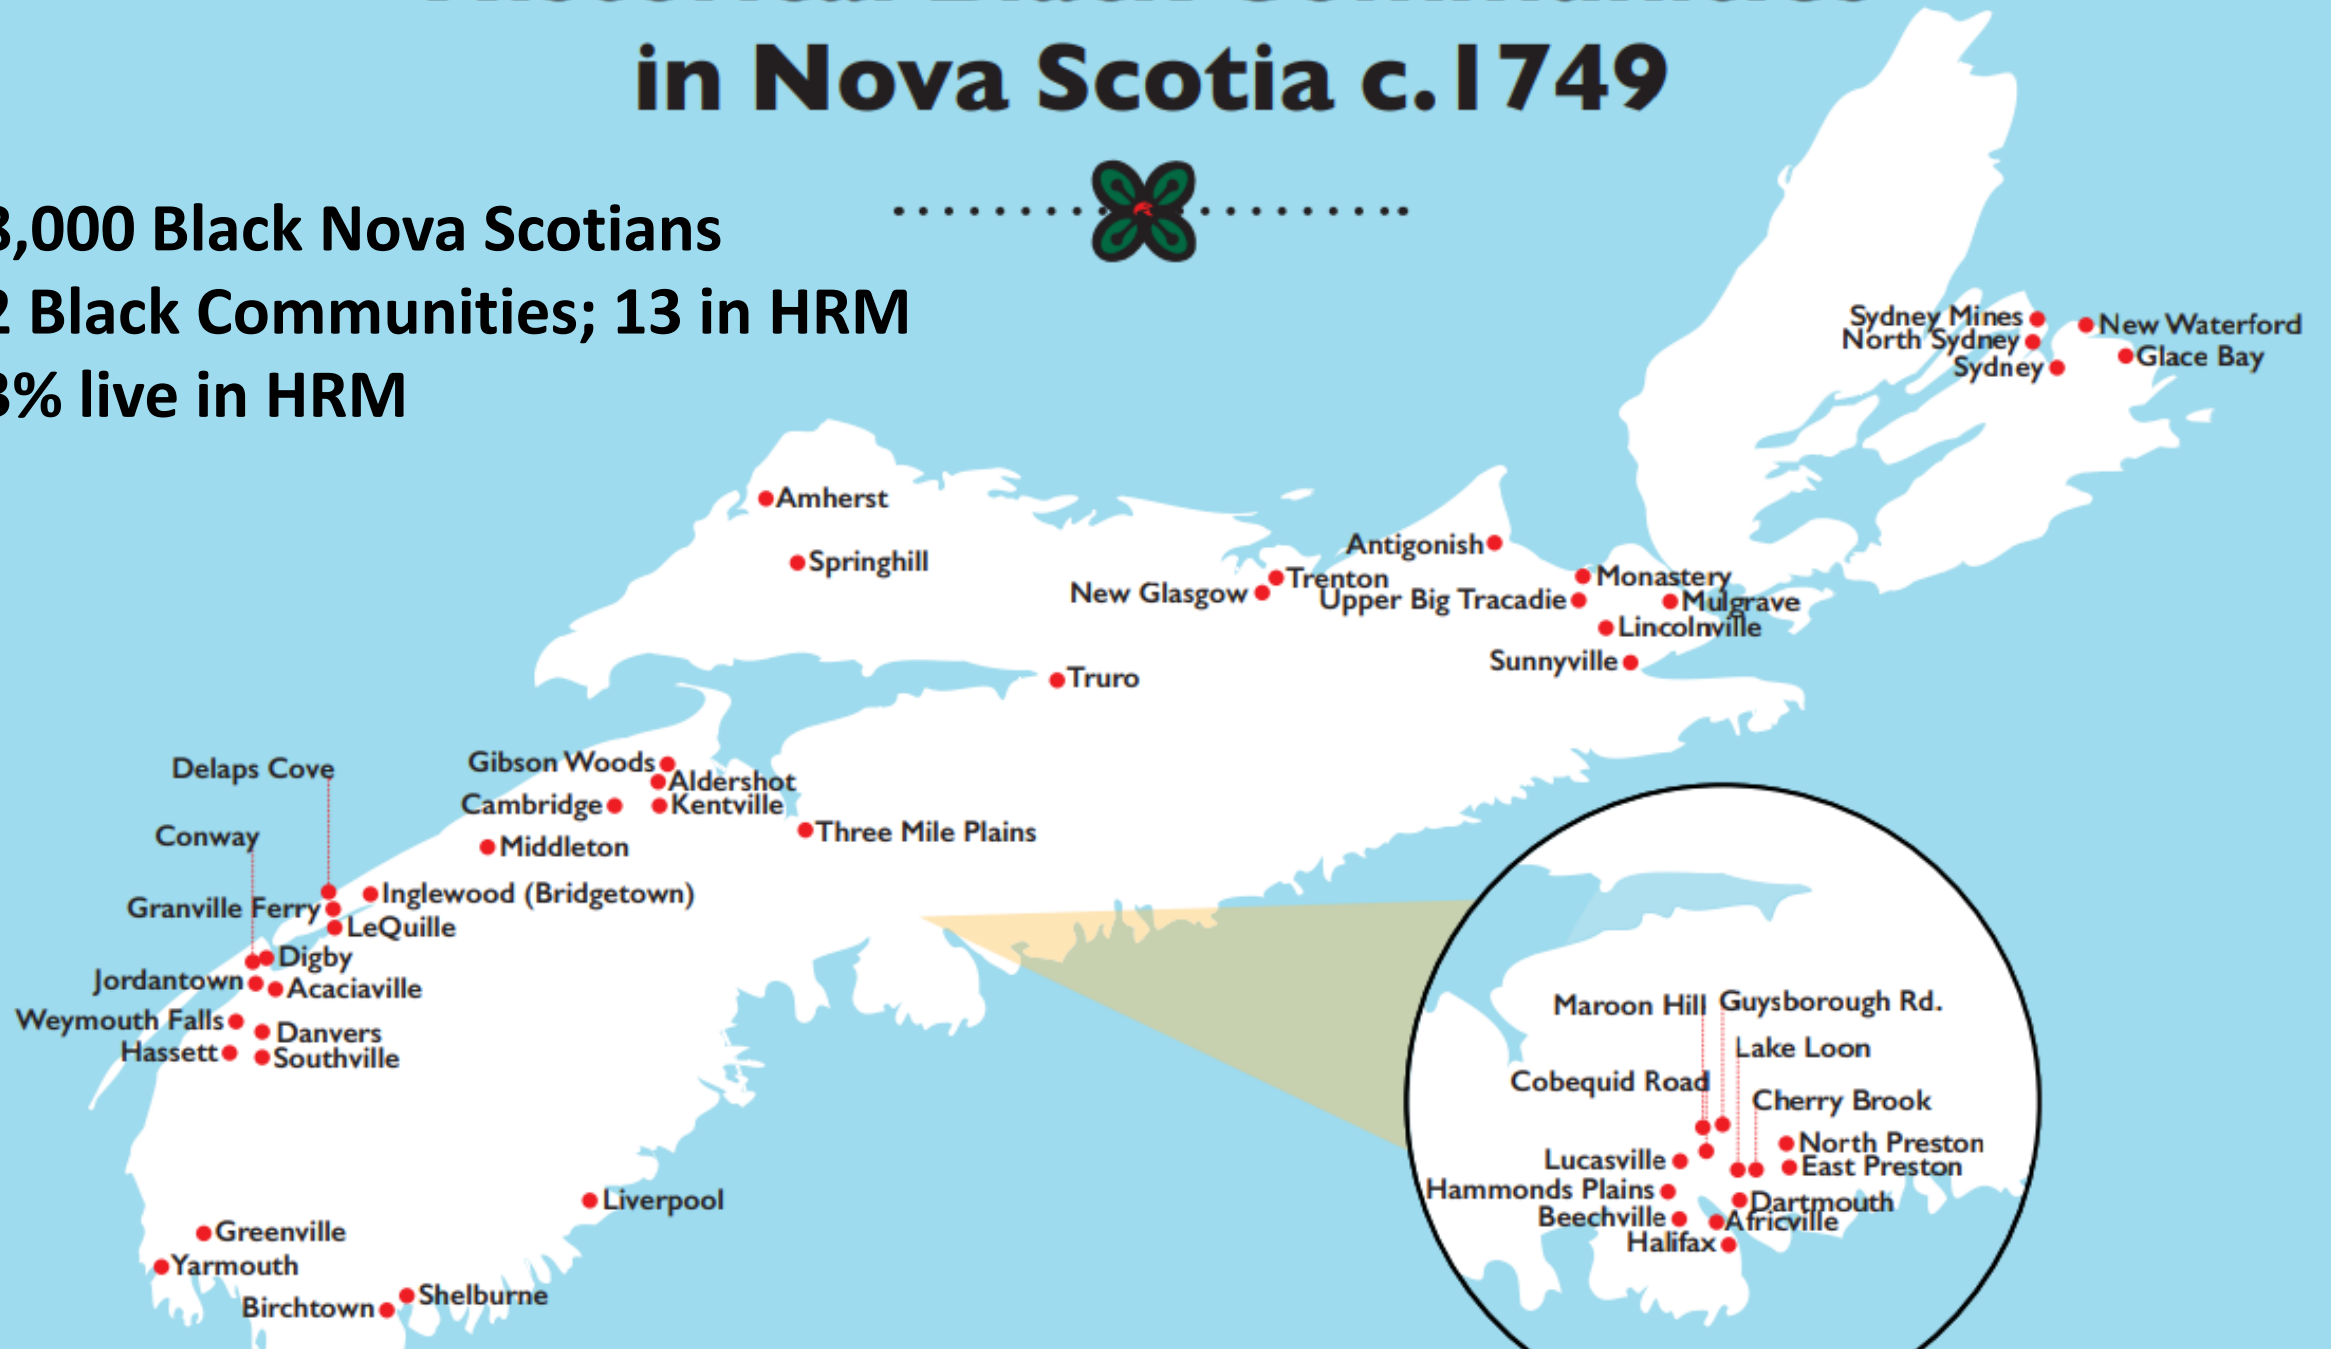 in Nova Scotia c.1749
3,000 Black Nova Scotians
2 Black Communities; 13 in HRM
3% live in HRM
Sydney Mines
New Waterford
North Sydney
Glace Bay
Sydney
Amherst
Springhill
Antigonish
Trenton
Monastery
New Glasgow
Upper Big Tracadie
Mulgrave
Lincolnville
Sunnyville
Truro
Delaps Cove
Gibson Woods
Aldershot
Cambridge
Kentville
Conway
Three Mile Plains
Middleton
Inglewood (Bridgetown)
Granville Ferry
LeQuille
Digby
Jordantown
Acaciaville
Weymouth Falls
Danvers
Hassett
Southville
Liverpool
Greenville
Yarmouth
Shelburne
Birchtown
Maroon Hill
Guysborough Rd.
Lake Loon
Cobequid Road
Cherry Brook
North Preston
Lucasville
East Preston
Hammonds Plains
Dartmouth
Beechville
Africville
Halifax